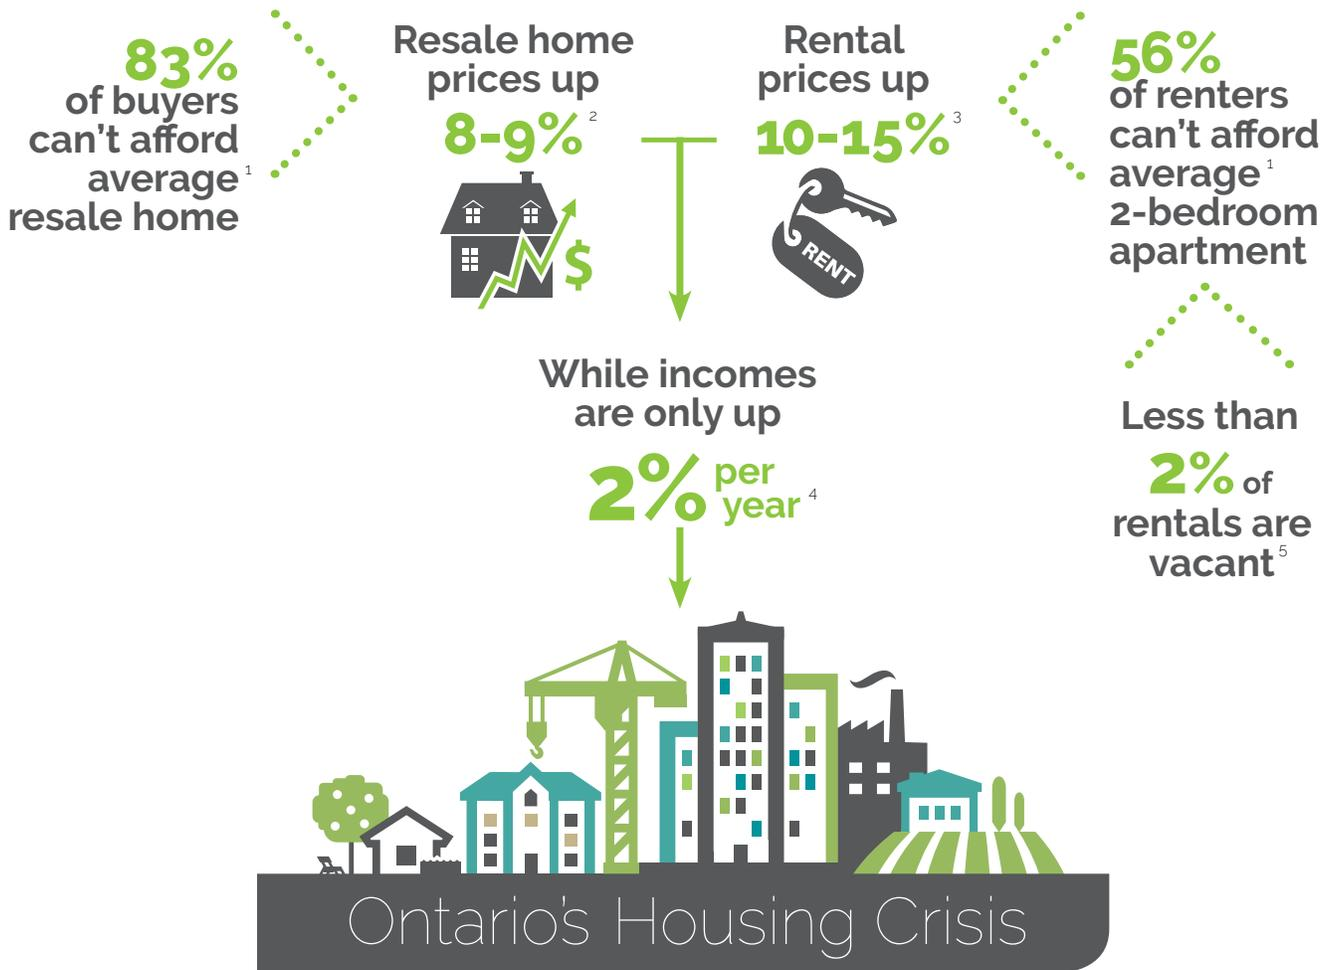 83%
of buyers
can't afford
average 1
resale home
Resale home
prices up
8-9% 2
$
Rental
prices up
10-15% 3
RENT
56%
of renters
can't afford
average 1
2-bedroom
apartment
While incomes
are only up
2% per
year 4
Less than
2% of
rentals are
vacant 5
Ontario's Housing Crisis